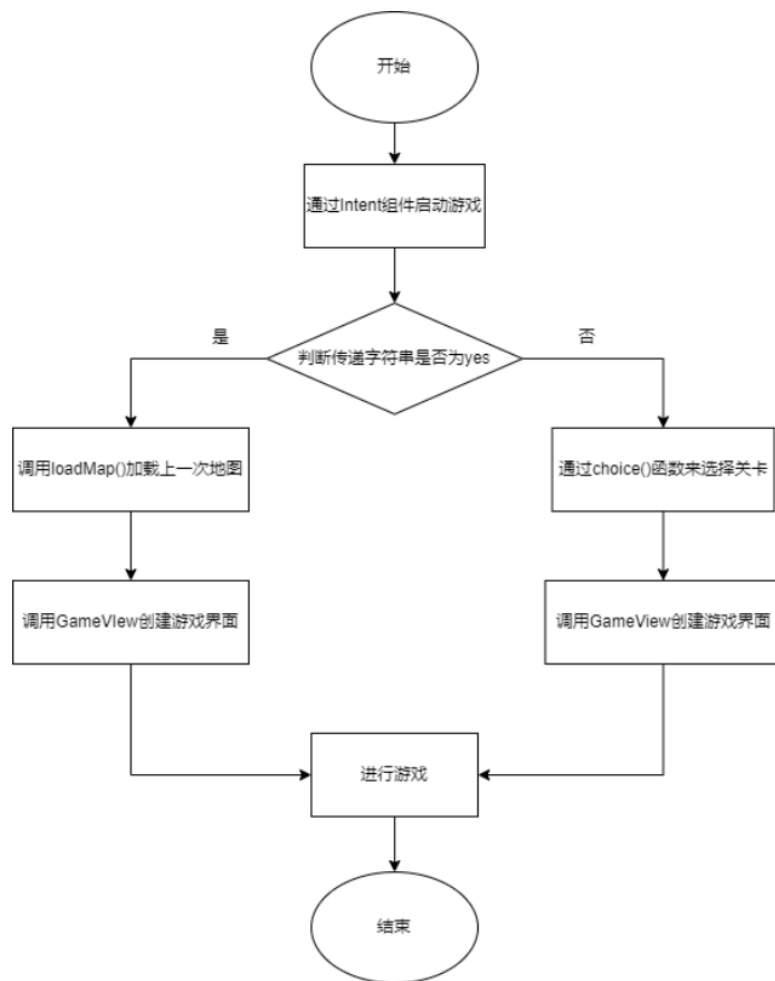 开始
通过Intent组件启动游戏
是
否
判断传递字符串是否为yes
调用loadMap()加载上一次地图
通过choice()函数来选择关卡
调用GameVIew创建游戏界面
调用GameView创建游戏界面
进行游戏
结束